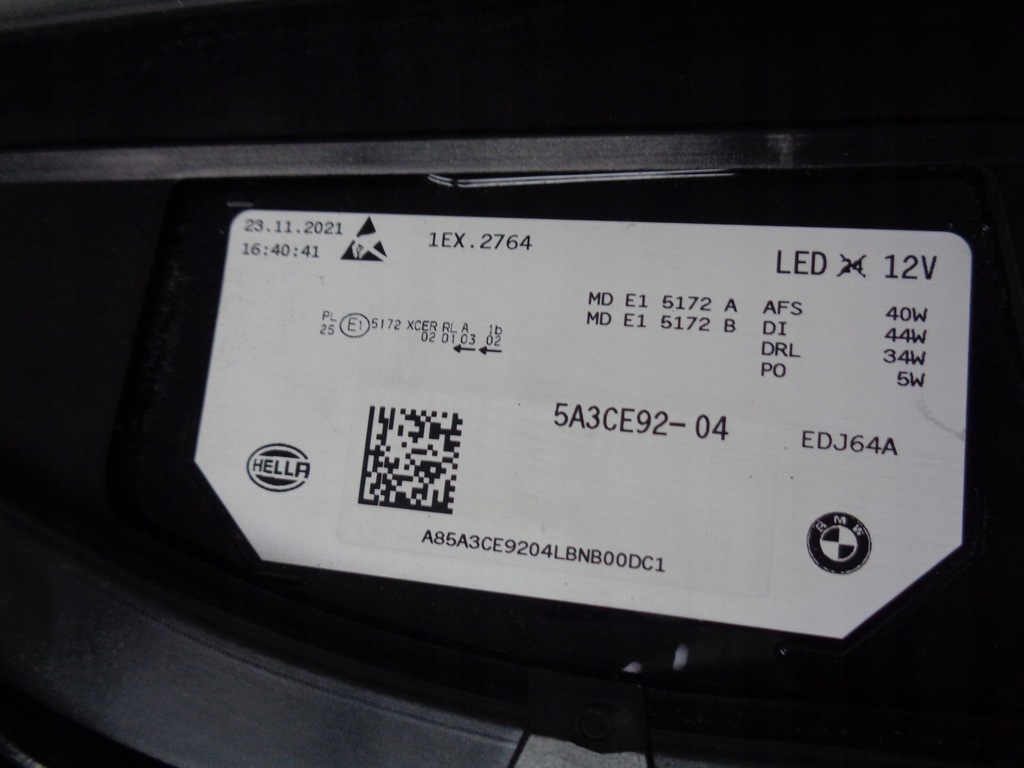 23.11.2021
16:40:41
1EX.2764
LED 24 12V
MD E1 5172 A
MD E1 5172 B
AFS 40W
DI 44W
DRL 34W
PO 5W
PL
25
E1 5172 XCER RL A 1b
02 01 03 02
5A3CE92-04
EDJ64A
HELLA
BMW
A85A3CE9204LBNB00DC1